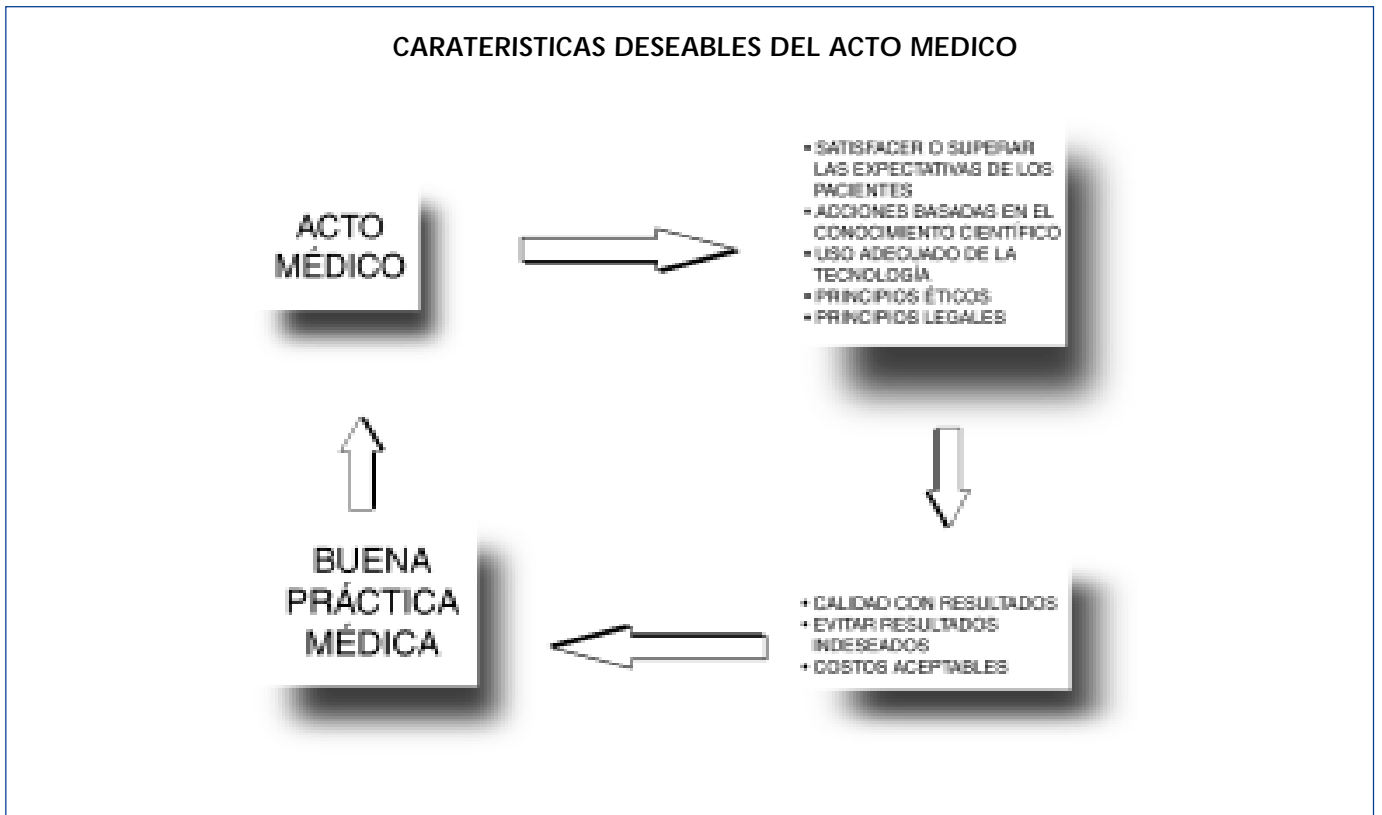 CARATERISTICAS DESEABLES DEL ACTO MEDICO
ACTO
MÉDICO
• SATISFACER O SUPERAR
LAS EXPECTATIVAS DE LOS
PACIENTES
• ACCIONES BASADAS EN EL
CONOCIMIENTO CIENTÍFICO
• USO ADECUADO DE LA
TECNOLOGÍA
• PRINCIPIOS ÉTICOS
• PRINCIPIOS LEGALES
BUENA
PRÁCTICA
MÉDICA
• CALIDAD CON RESULTADOS
• EVITAR RESULTADOS
INDESEADOS
• COSTOS ACEPTABLES